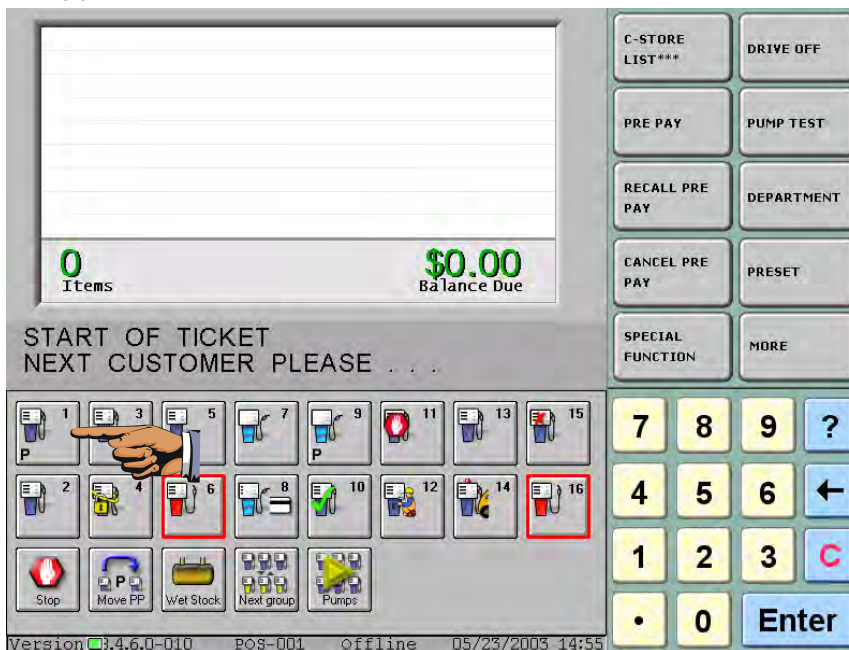 C-STORE
LIST***
DRIVE OFF
PRE PAY
PUMP TEST
RECALL PRE
PAY
DEPARTMENT
CANCEL PRE
PAY
PRESET
SPECIAL
FUNCTION
MORE
0
Items
$0.00
Balance Due
START OF TICKET
NEXT CUSTOMER PLEASE . . .
1 3 5 7 9 11 13 15
P P
2 4 6 8 10 12 14 16
Stop
P
Move PP
Wet Stock
Next group
Pumps
7 8 9 ?
4 5 6 ←
1 2 3 C
• 0 Enter
Version 3.4.6.0-010 POS-001 Offline 05/23/2003 14:55